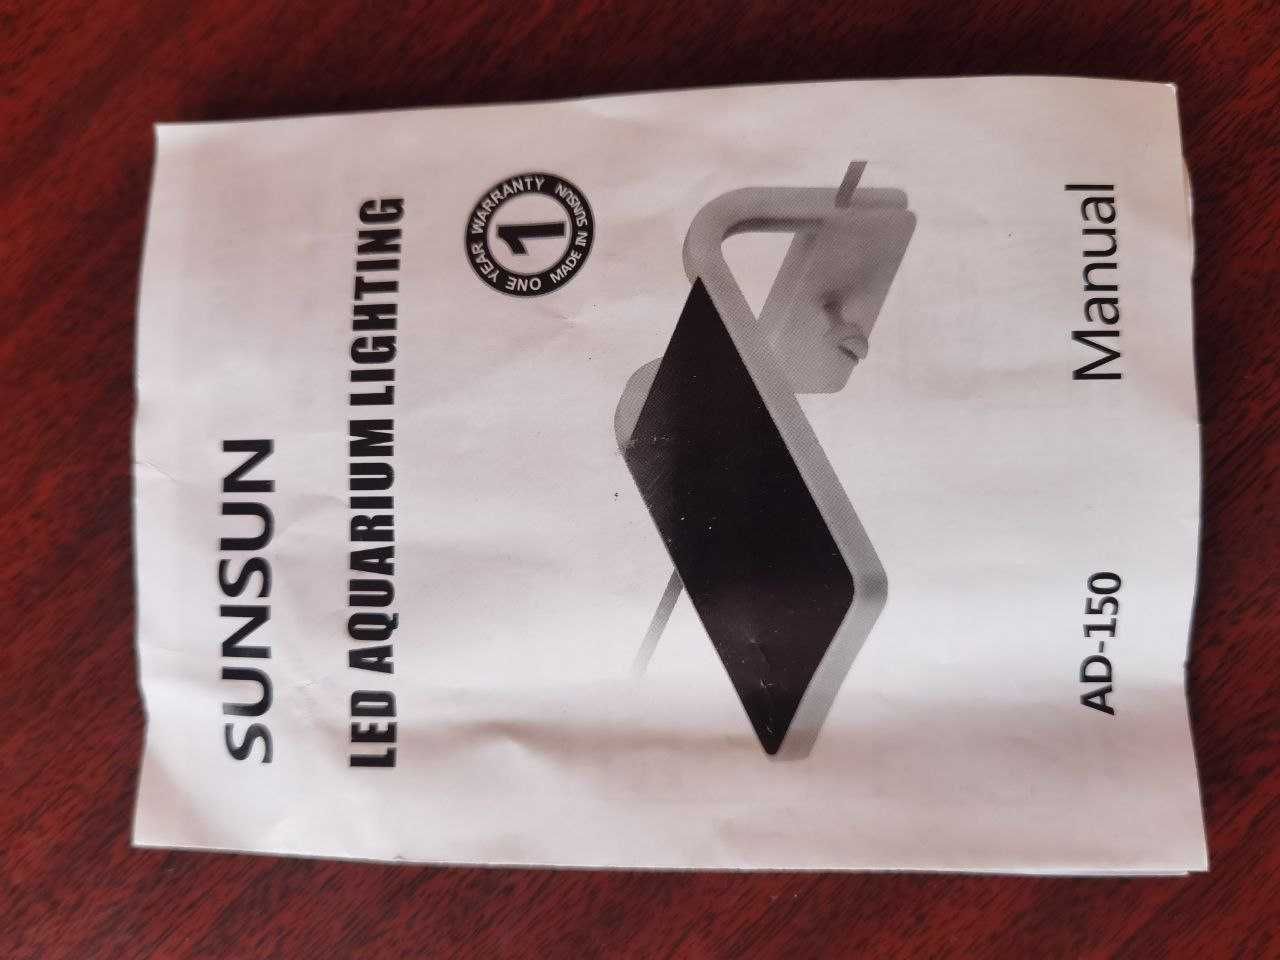 SUNSUN
LED AQUARIUM LIGHTING
ONE YEAR WARRANTY
1
MADE IN SUNSUN
AD-150 Manual